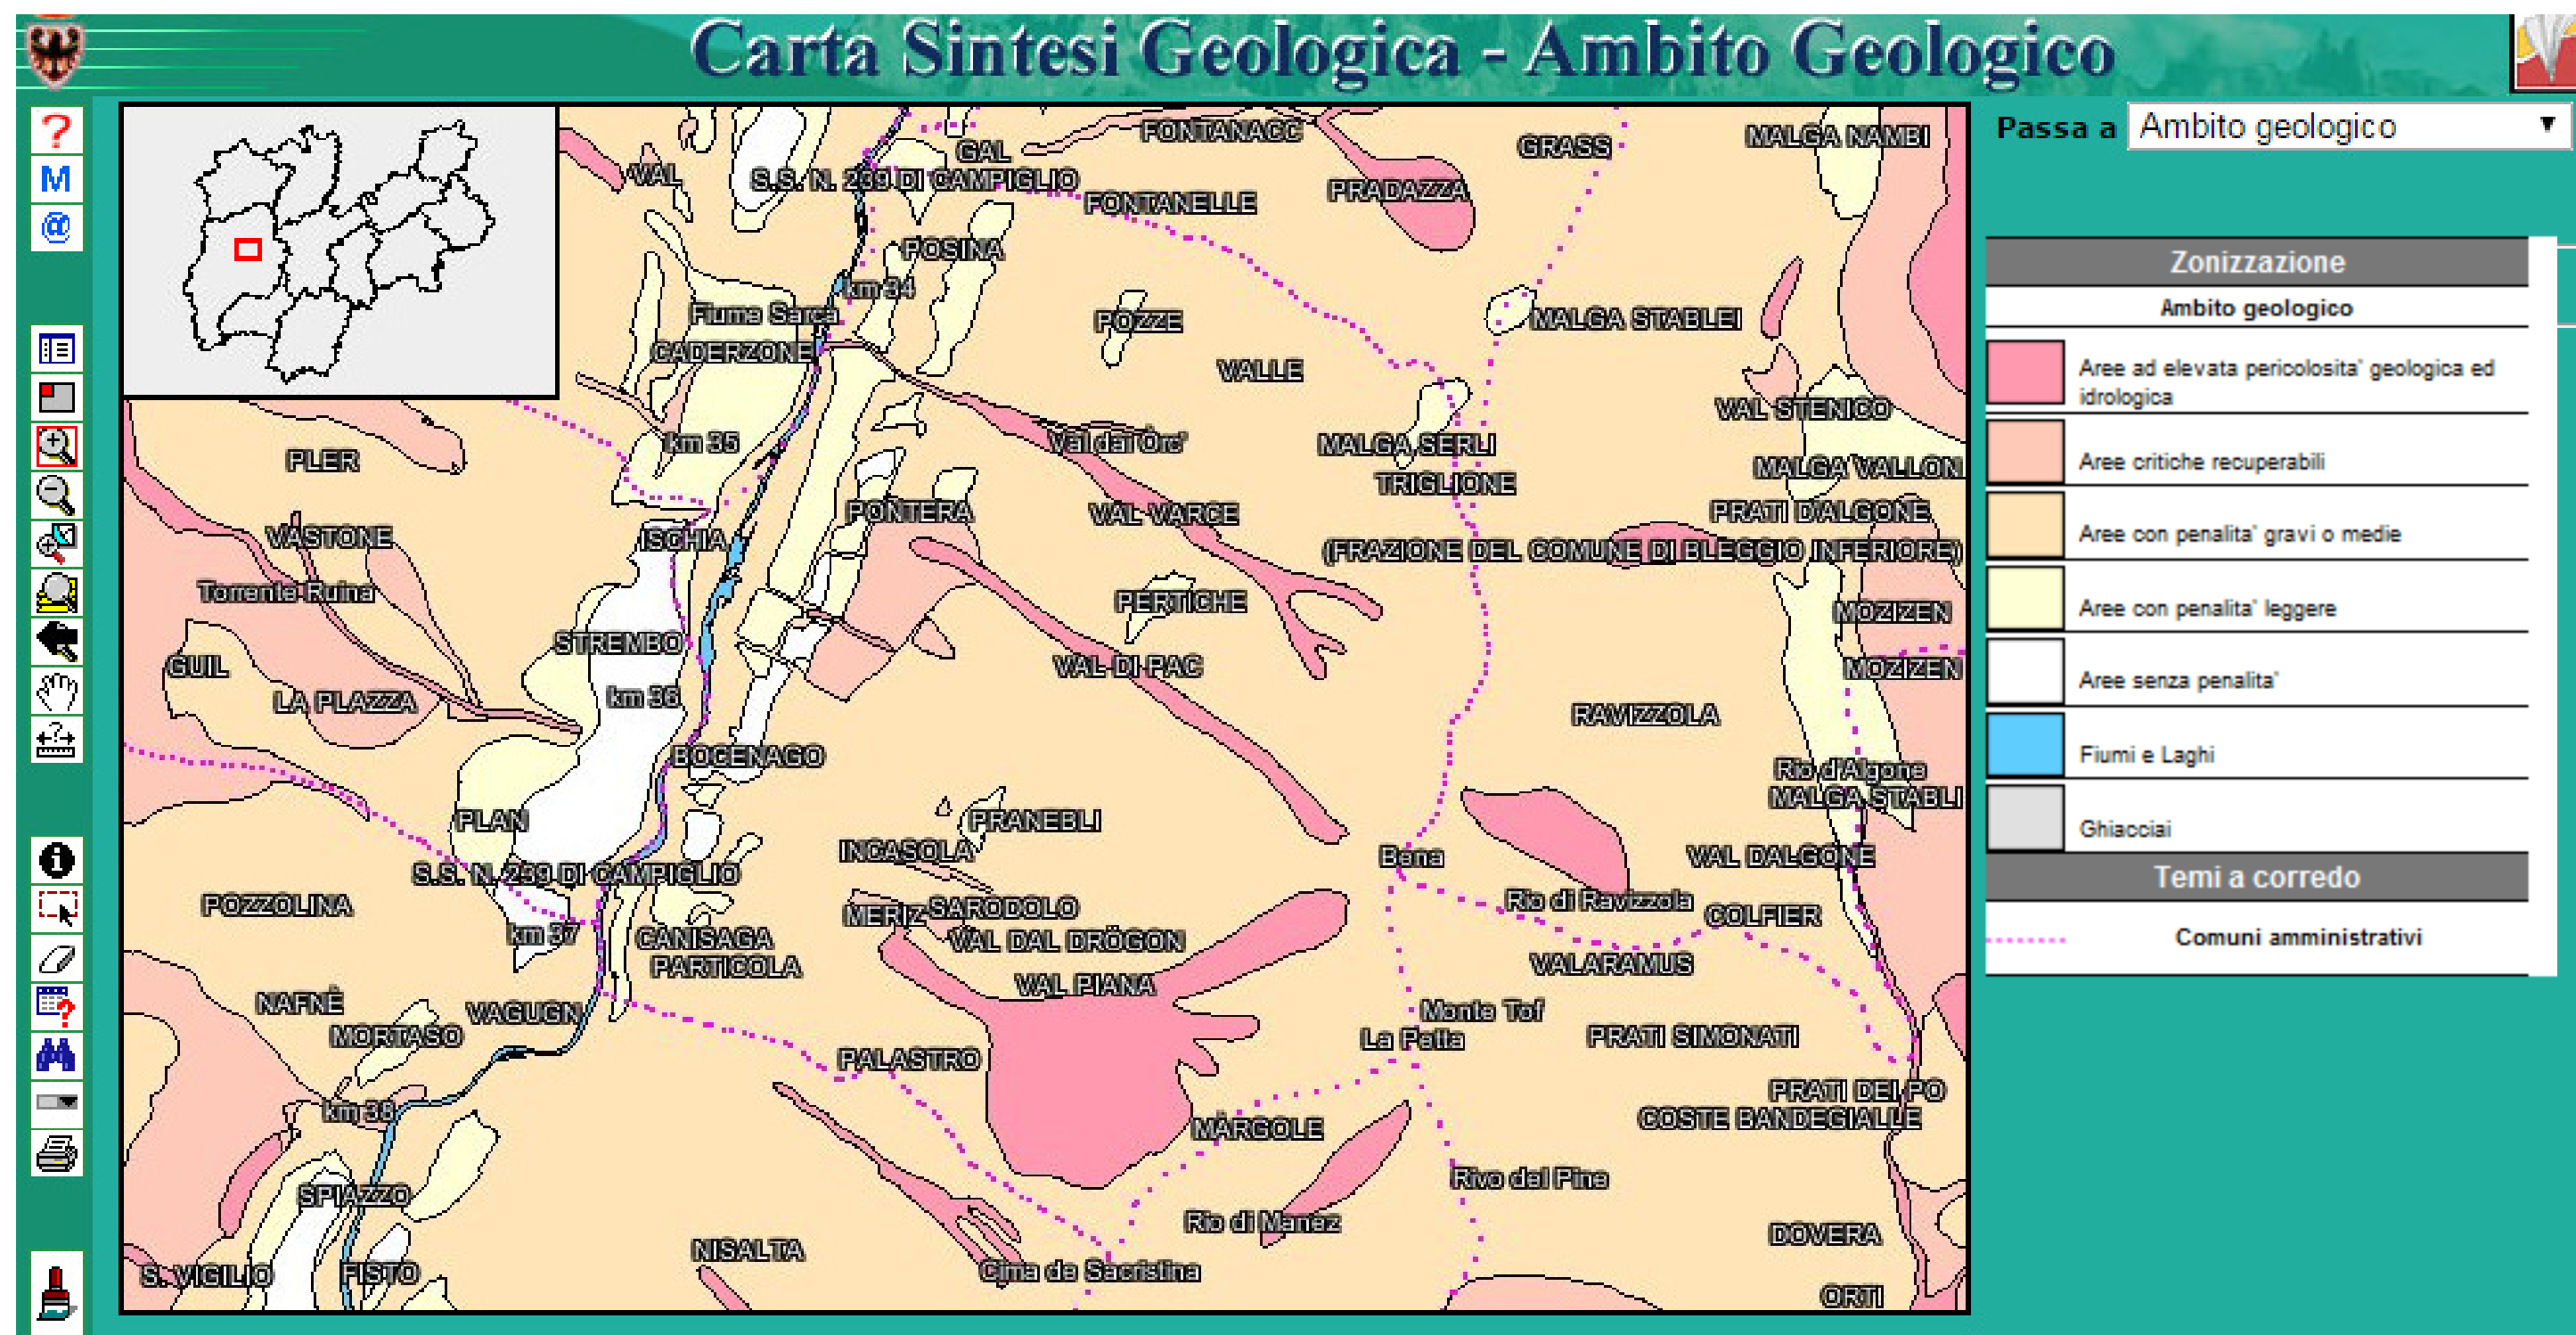 Carta Sintesi Geologica - Ambito Geologico
?
M
@
Passa a Ambito geologico
Zonizzazione
Ambito geologico
Aree ad elevata pericolosita' geologica ed
idrologica
Aree critiche recuperabili
Aree con penalita' gravi o medie
Aree con penalita' leggere
Aree senza penalita'
Fiumi e Laghi
Ghiacciai
Temi a corredo
Comuni amministrativi
FONTANACC
GRASS
MALGA NAMBI
GAL
VAL
S.S. N. 239 DI CAMPIGLIO
PRADAZZA
FONTANELLE
POSINA
km 34
Fiume Sarca
POZZE
MALGA STABLEI
CADERZONE
VALLE
VAL STENICO
km 35
Val dal Òrc'
MALGA SERLI
PLER
MALGA VALLON
TRIGLIONE
PONTERA
VAL VARCE
PRATI D'ALGONE
VASTONE
ISCHIA
(FRAZIONE DEL COMUNE DI BLEGGIO INFERIORE)
Torrente Ruina
PERTICHE
MOZIZEN
STREMBO
GUIL
VAL DI PAC
MOZIZEN
km 36
LA PLAZZA
RAVIZZOLA
BOCENAGO
Rio d'Algone
MALGA STABLI
PLAN
PRANEBLI
INCASOLA
Bena
VAL DALGONE
S.S. N. 239 DI CAMPIGLIO
POZZOLINA
MERIZ
SARODOLO
Rio di Ravizzola
COLFIER
km 37
CANISAGA
VAL DAL DRÖGON
PARTICOLA
VALARAMUS
VAL PIANA
NAFNÈ
VAGUGN
Monte Tof
MORTASO
La Patta
PRATI SIMONATI
PALASTRO
PRATI DEI PO
km 38
MÀRGOLE
COSTE BANDEGIALLE
Rivo del Pine
SPIAZZO
Rio di Manaz
DOVERA
NISALTA
S. VIGILIO
FISTO
Cima de Sacristina
ORTI